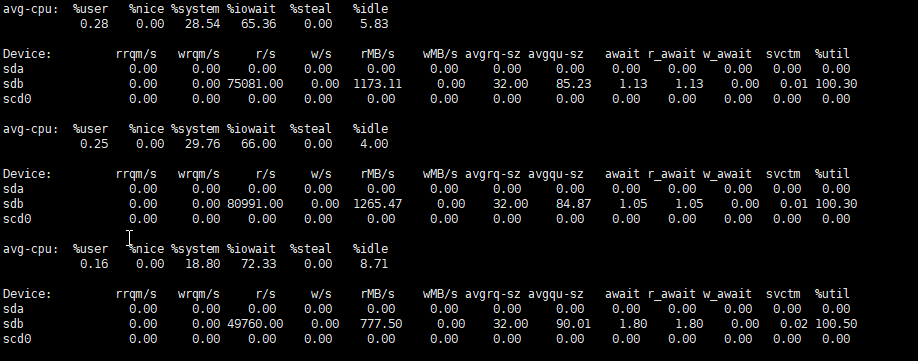 avg-cpu:  %user   %nice %system %iowait  %steal   %idle
           0.28    0.00   28.54   65.36    0.00    5.83
Device:         rrqm/s   wrqm/s     r/s     w/s    rMB/s    wMB/s avgrq-sz avgqu-sz   await r_await w_await  svctm  %util
sda               0.00     0.00    0.00    0.00     0.00     0.00     0.00     0.00    0.00    0.00    0.00   0.00   0.00
sdb               0.00     0.00 75081.00    0.00  1173.11     0.00    32.00    85.23    1.13    1.13    0.00   0.01 100.30
scd0              0.00     0.00    0.00    0.00     0.00     0.00     0.00     0.00    0.00    0.00    0.00   0.00   0.00
avg-cpu:  %user   %nice %system %iowait  %steal   %idle
           0.25    0.00   29.76   66.00    0.00    4.00
Device:         rrqm/s   wrqm/s     r/s     w/s    rMB/s    wMB/s avgrq-sz avgqu-sz   await r_await w_await  svctm  %util
sda               0.00     0.00    0.00    0.00     0.00     0.00     0.00     0.00    0.00    0.00    0.00   0.00   0.00
sdb               0.00     0.00 80991.00    0.00  1265.47     0.00    32.00    84.87    1.05    1.05    0.00   0.01 100.30
scd0              0.00     0.00    0.00    0.00     0.00     0.00     0.00     0.00    0.00    0.00    0.00   0.00   0.00
avg-cpu:  %user   %nice %system %iowait  %steal   %idle
           0.16    0.00   18.80   72.33    0.00    8.71
Device:         rrqm/s   wrqm/s     r/s     w/s    rMB/s    wMB/s avgrq-sz avgqu-sz   await r_await w_await  svctm  %util
sda               0.00     0.00    0.00    0.00     0.00     0.00     0.00     0.00    0.00    0.00    0.00   0.00   0.00
sdb               0.00     0.00 49760.00    0.00   777.50     0.00    32.00    90.01    1.80    1.80    0.00   0.02 100.50
scd0              0.00     0.00    0.00    0.00     0.00     0.00     0.00     0.00    0.00    0.00    0.00   0.00   0.00